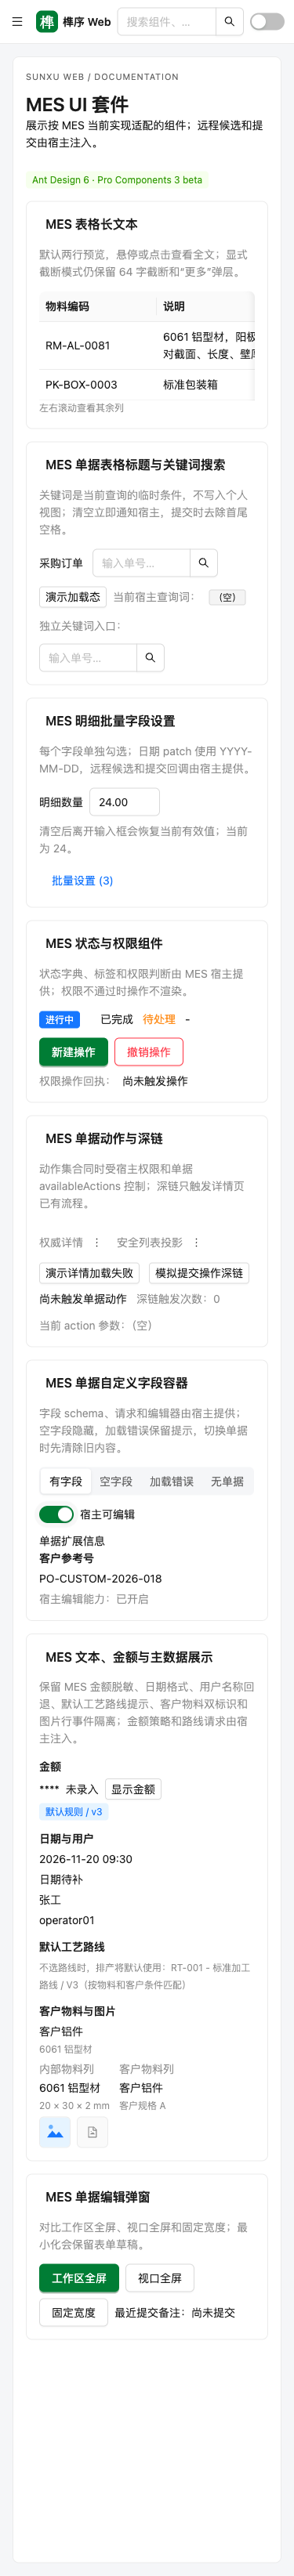 榫 榫序 Web 搜索组件、...
SUNXU WEB / DOCUMENTATION
MES UI 套件
展示按 MES 当前实现适配的组件；远程候选和提
交由宿主注入。
Ant Design 6 · Pro Components 3 beta
MES 表格长文本
默认两行预览，悬停或点击查看全文；显式
截断模式仍保留 64 字截断和“更多”弹层。
物料编码 说明
RM-AL-0081
6061 铝型材，阳极
对截面、长度、壁厚
PK-BOX-0003 标准包装箱
左右滚动查看其余列
MES 单据表格标题与关键词搜索
关键词是当前查询的临时条件，不写入个人
视图；清空立即通知宿主，提交时去除首尾
空格。
采购订单 输入单号...
演示加载态 当前宿主查询词： （空）
独立关键词入口：
输入单号...
MES 明细批量字段设置
每个字段单独勾选；日期 patch 使用 YYYY-
MM-DD，远程候选和提交回调由宿主提供。
明细数量 24.00
清空后离开输入框会恢复当前有效值；当前
为 24。
批量设置 (3)
MES 状态与权限组件
状态字典、标签和权限判断由 MES 宿主提
供；权限不通过时操作不渲染。
进行中 已完成 待处理 -
新建操作 撤销操作
权限操作回执： 尚未触发操作
MES 单据动作与深链
动作集合同时受宿主权限和单据
availableActions 控制；深链只触发详情页
已有流程。
权威详情 安全列表投影
演示详情加载失败 模拟提交操作深链
尚未触发单据动作 深链触发次数：0
当前 action 参数：（空）
MES 单据自定义字段容器
字段 schema、请求和编辑器由宿主提供；
空字段隐藏，加载错误保留提示，切换单据
时先清除旧内容。
有字段 空字段 加载错误 无单据
宿主可编辑
单据扩展信息
客户参考号
PO-CUSTOM-2026-018
宿主编辑能力：已开启
MES 文本、金额与主数据展示
保留 MES 金额脱敏、日期格式、用户名称回
退、默认工艺路线提示、客户物料双标识和
图片行事件隔离；金额策略和路线请求由宿
主注入。
金额
**** 未录入 显示金额
默认规则 / v3
日期与用户
2026-11-20 09:30
日期待补
张工
operator01
默认工艺路线
不选路线时，排产将默认使用：RT-001 - 标准加工
路线 / V3（按物料和客户条件匹配）
客户物料与图片
客户铝件
6061 铝型材
内部物料列 客户物料列
6061 铝型材 客户铝件
20 × 30 × 2 mm 客户规格 A
MES 单据编辑弹窗
对比工作区全屏、视口全屏和固定宽度；最
小化会保留表单草稿。
工作区全屏 视口全屏
固定宽度 最近提交备注：尚未提交